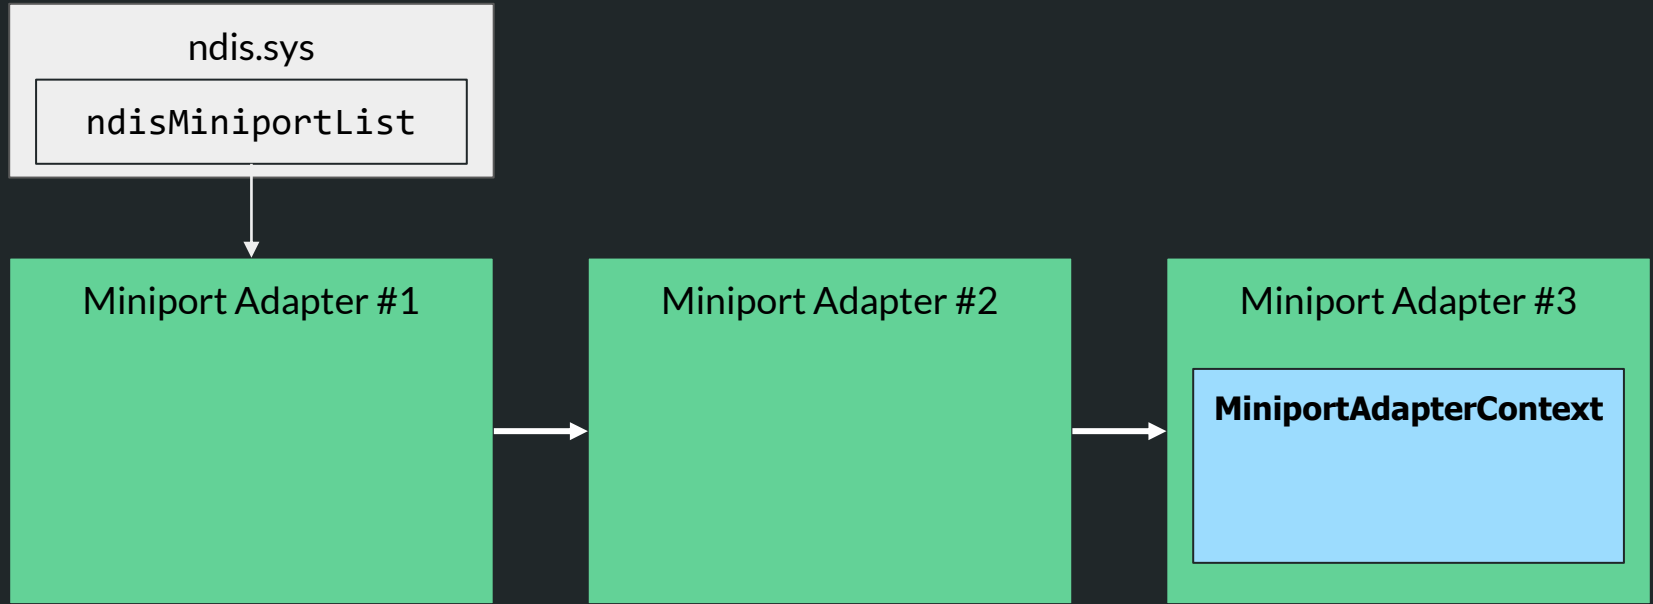 ndis.sys
ndisMiniportList
Miniport Adapter #1
Miniport Adapter #2
Miniport Adapter #3
MiniportAdapterContext